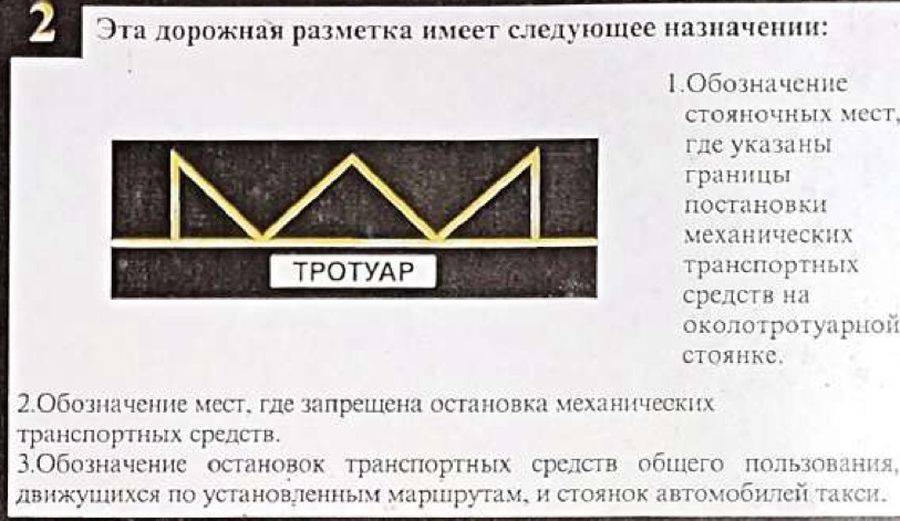 2
Эта дорожная разметка имеет следующее назначении:
1.Обозначение
стояночных мест,
где указаны
границы
постановки
механических
транспортных
средств на
околотротуарной
стоянке.
ТРОТУАР
2.Обозначение мест, где запрещена остановка механических
транспортных средств.
3.Обозначение остановок транспортных средств общего пользования,
движущихся по установленным маршрутам, и стоянок автомобилей такси.